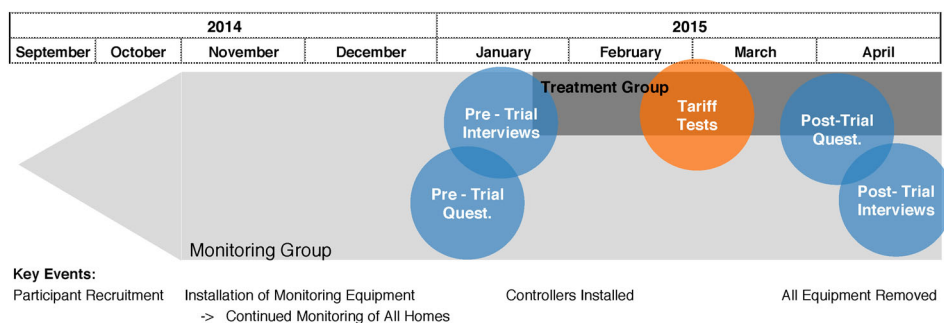 2014 2015
September October November December January February March April
Treatment Group
Pre - Trial
Interviews
Tariff
Tests
Post-Trial
Quest.
Pre - Trial
Quest.
Post- Trial
Interviews
Monitoring Group
Key Events:
Participant Recruitment Installation of Monitoring Equipment Controllers Installed All Equipment Removed
-> Continued Monitoring of All Homes